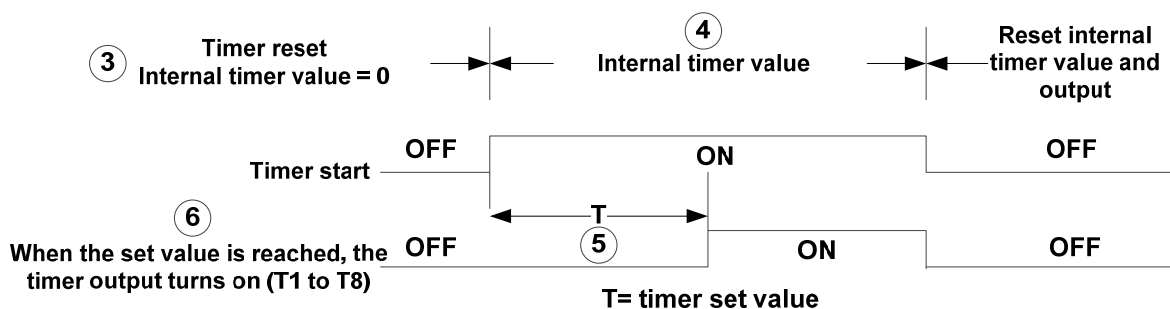 ③ Timer reset
Internal timer value = 0
④
Internal timer value
Reset internal
timer value and
output
Timer start
OFF
ON
OFF
T
⑤
⑥
When the set value is reached, the
timer output turns on (T1 to T8)
OFF
ON
OFF
T= timer set value